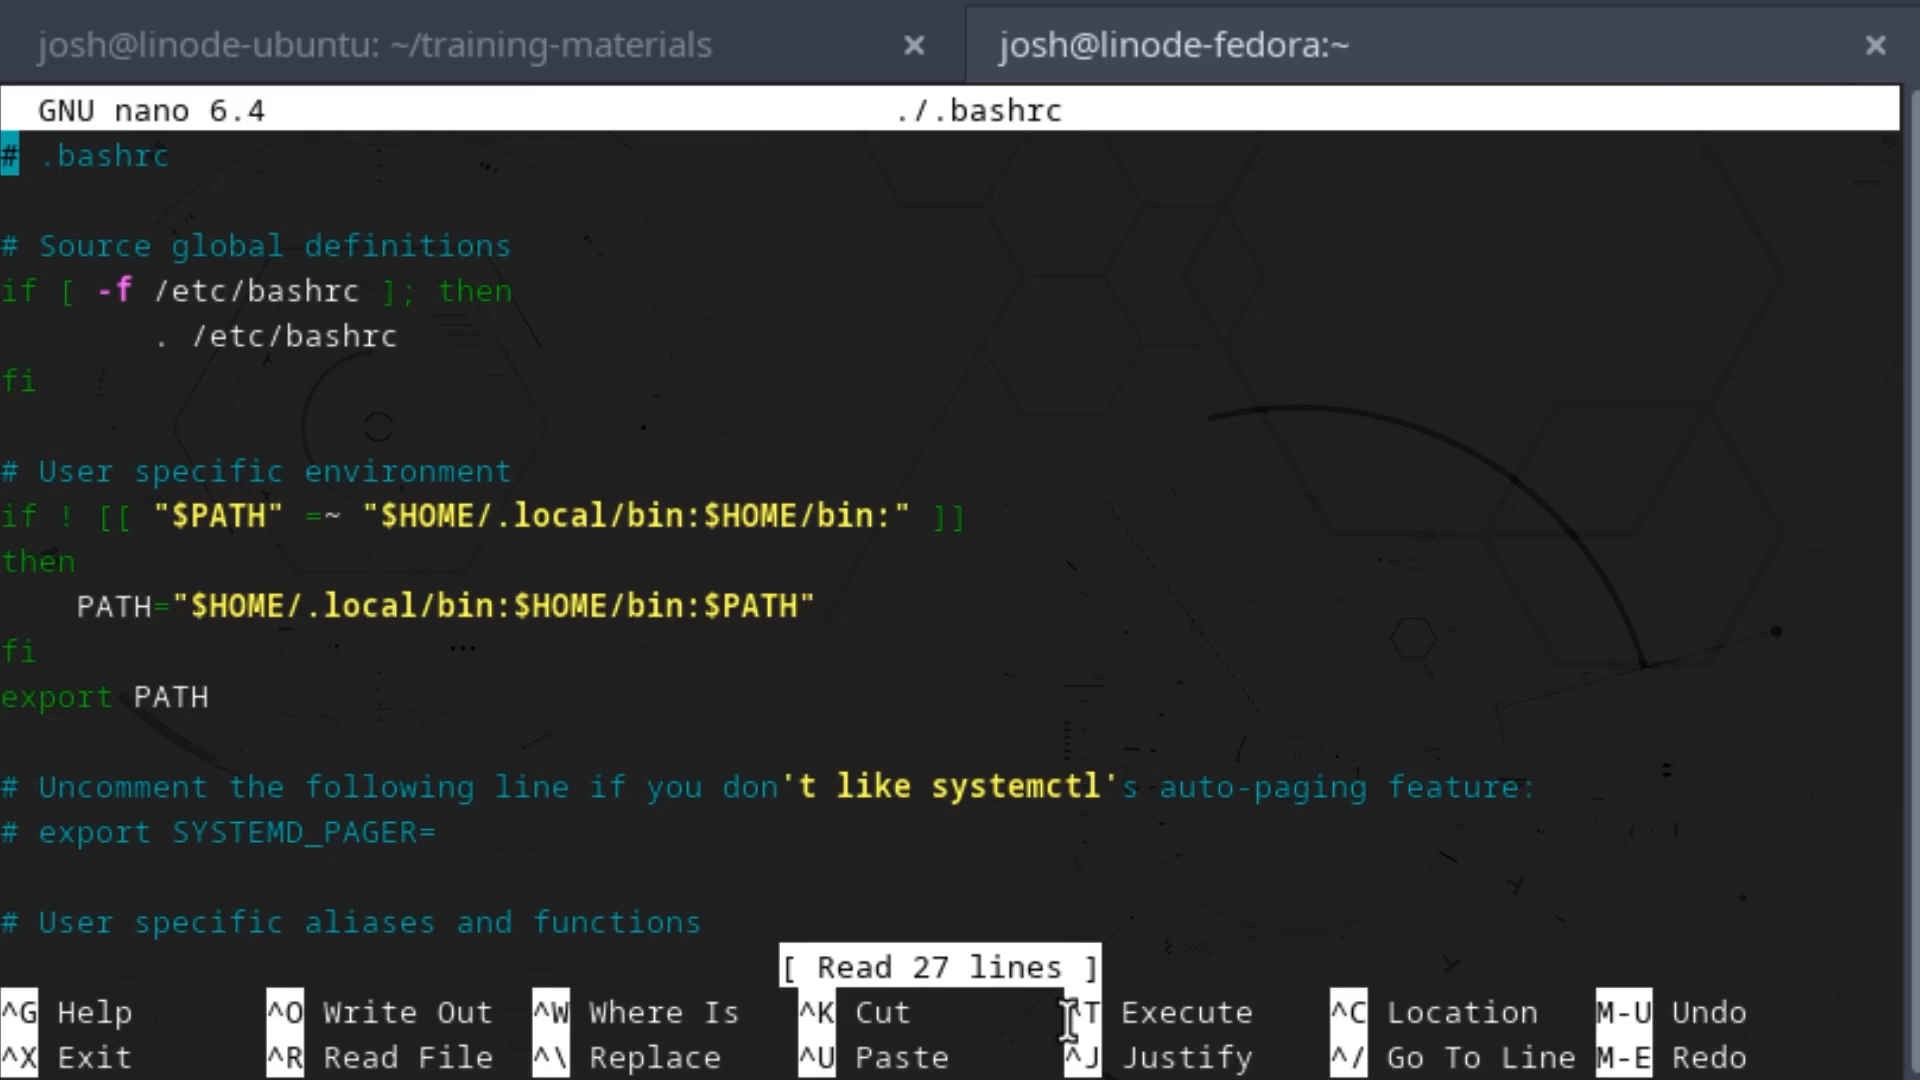 josh@linode-ubuntu: ~/training-materials ×
josh@linode-fedora:~ ×
GNU nano 6.4 ././.bashrc
# .bashrc
# Source global definitions
if [ -f /etc/bashrc ]; then
. /etc/bashrc
fi
# User specific environment
if ! [[ "$PATH" =~ "$HOME/.local/bin:$HOME/bin:" ]]
then
PATH="$HOME/.local/bin:$HOME/bin:$PATH"
fi
export PATH
# Uncomment the following line if you don't like systemctl's auto-paging feature:
# export SYSTEMD_PAGER=
# User specific aliases and functions
[ Read 27 lines ]
^G Help ^O Write Out ^W Where Is ^K Cut ^T Execute ^C Location M-U Undo
^X Exit ^R Read File ^\ Replace ^U Paste ^J Justify ^/ Go To Line M-E Redo